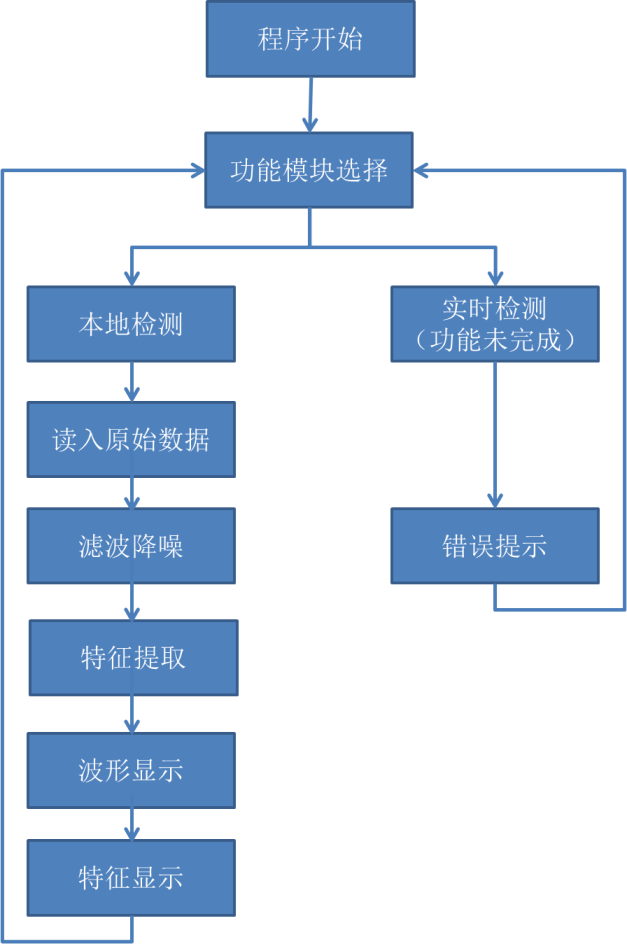 程序开始
功能模块选择
本地检测
实时检测
（功能未完成）
读入原始数据
滤波降噪
错误提示
特征提取
波形显示
特征显示